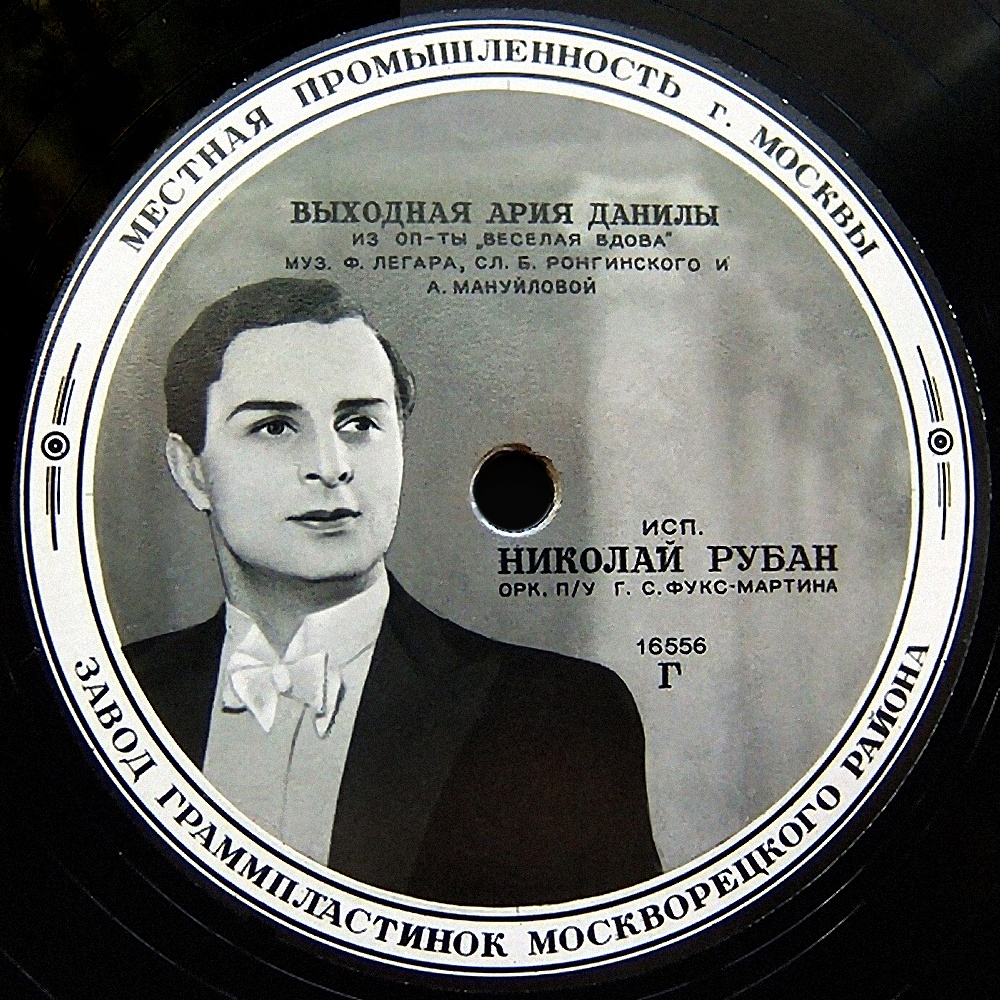 МЕСТНАЯ ПРОМЫШЛЕННОСТЬ г. МОСКВЫ
ВЫХОДНАЯ АРИЯ ДАНИЛЫ
ИЗ ОП-ТЫ „ВЕСЕЛАЯ ВДОВА"
МУЗ. Ф. ЛЕГАРА, СЛ. Б. РОНГИНСКОГО И
А. МАНУЙЛОВОЙ
ИСП.
НИКОЛАЙ РУБАН
ОРК. П/У Г. С. ФУКС-МАРТИНА
16556
Г
ЗАВОД ГРАММПЛАСТИНОК МОСКВОРЕЦКОГО РАЙОНА